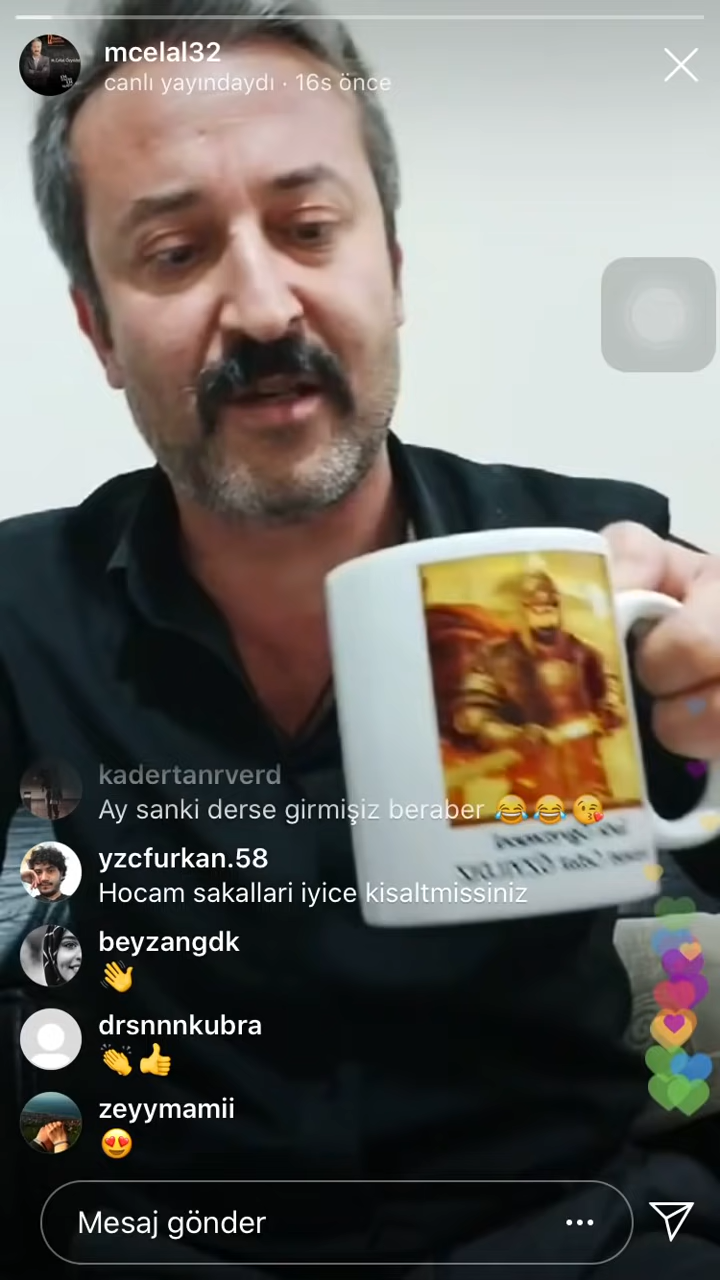 mcelal32
canlı yayındaydı · 16s önce
kadertanrverd
Ay sanki derse girmişiz beraber 😂😂😘
yzcfurkan.58
Hocam sakallari iyice kisaltmissiniz
beyzangdk
👋
drsnnnkubra
👏👍
zeyymamii
😍
Mesaj gönder